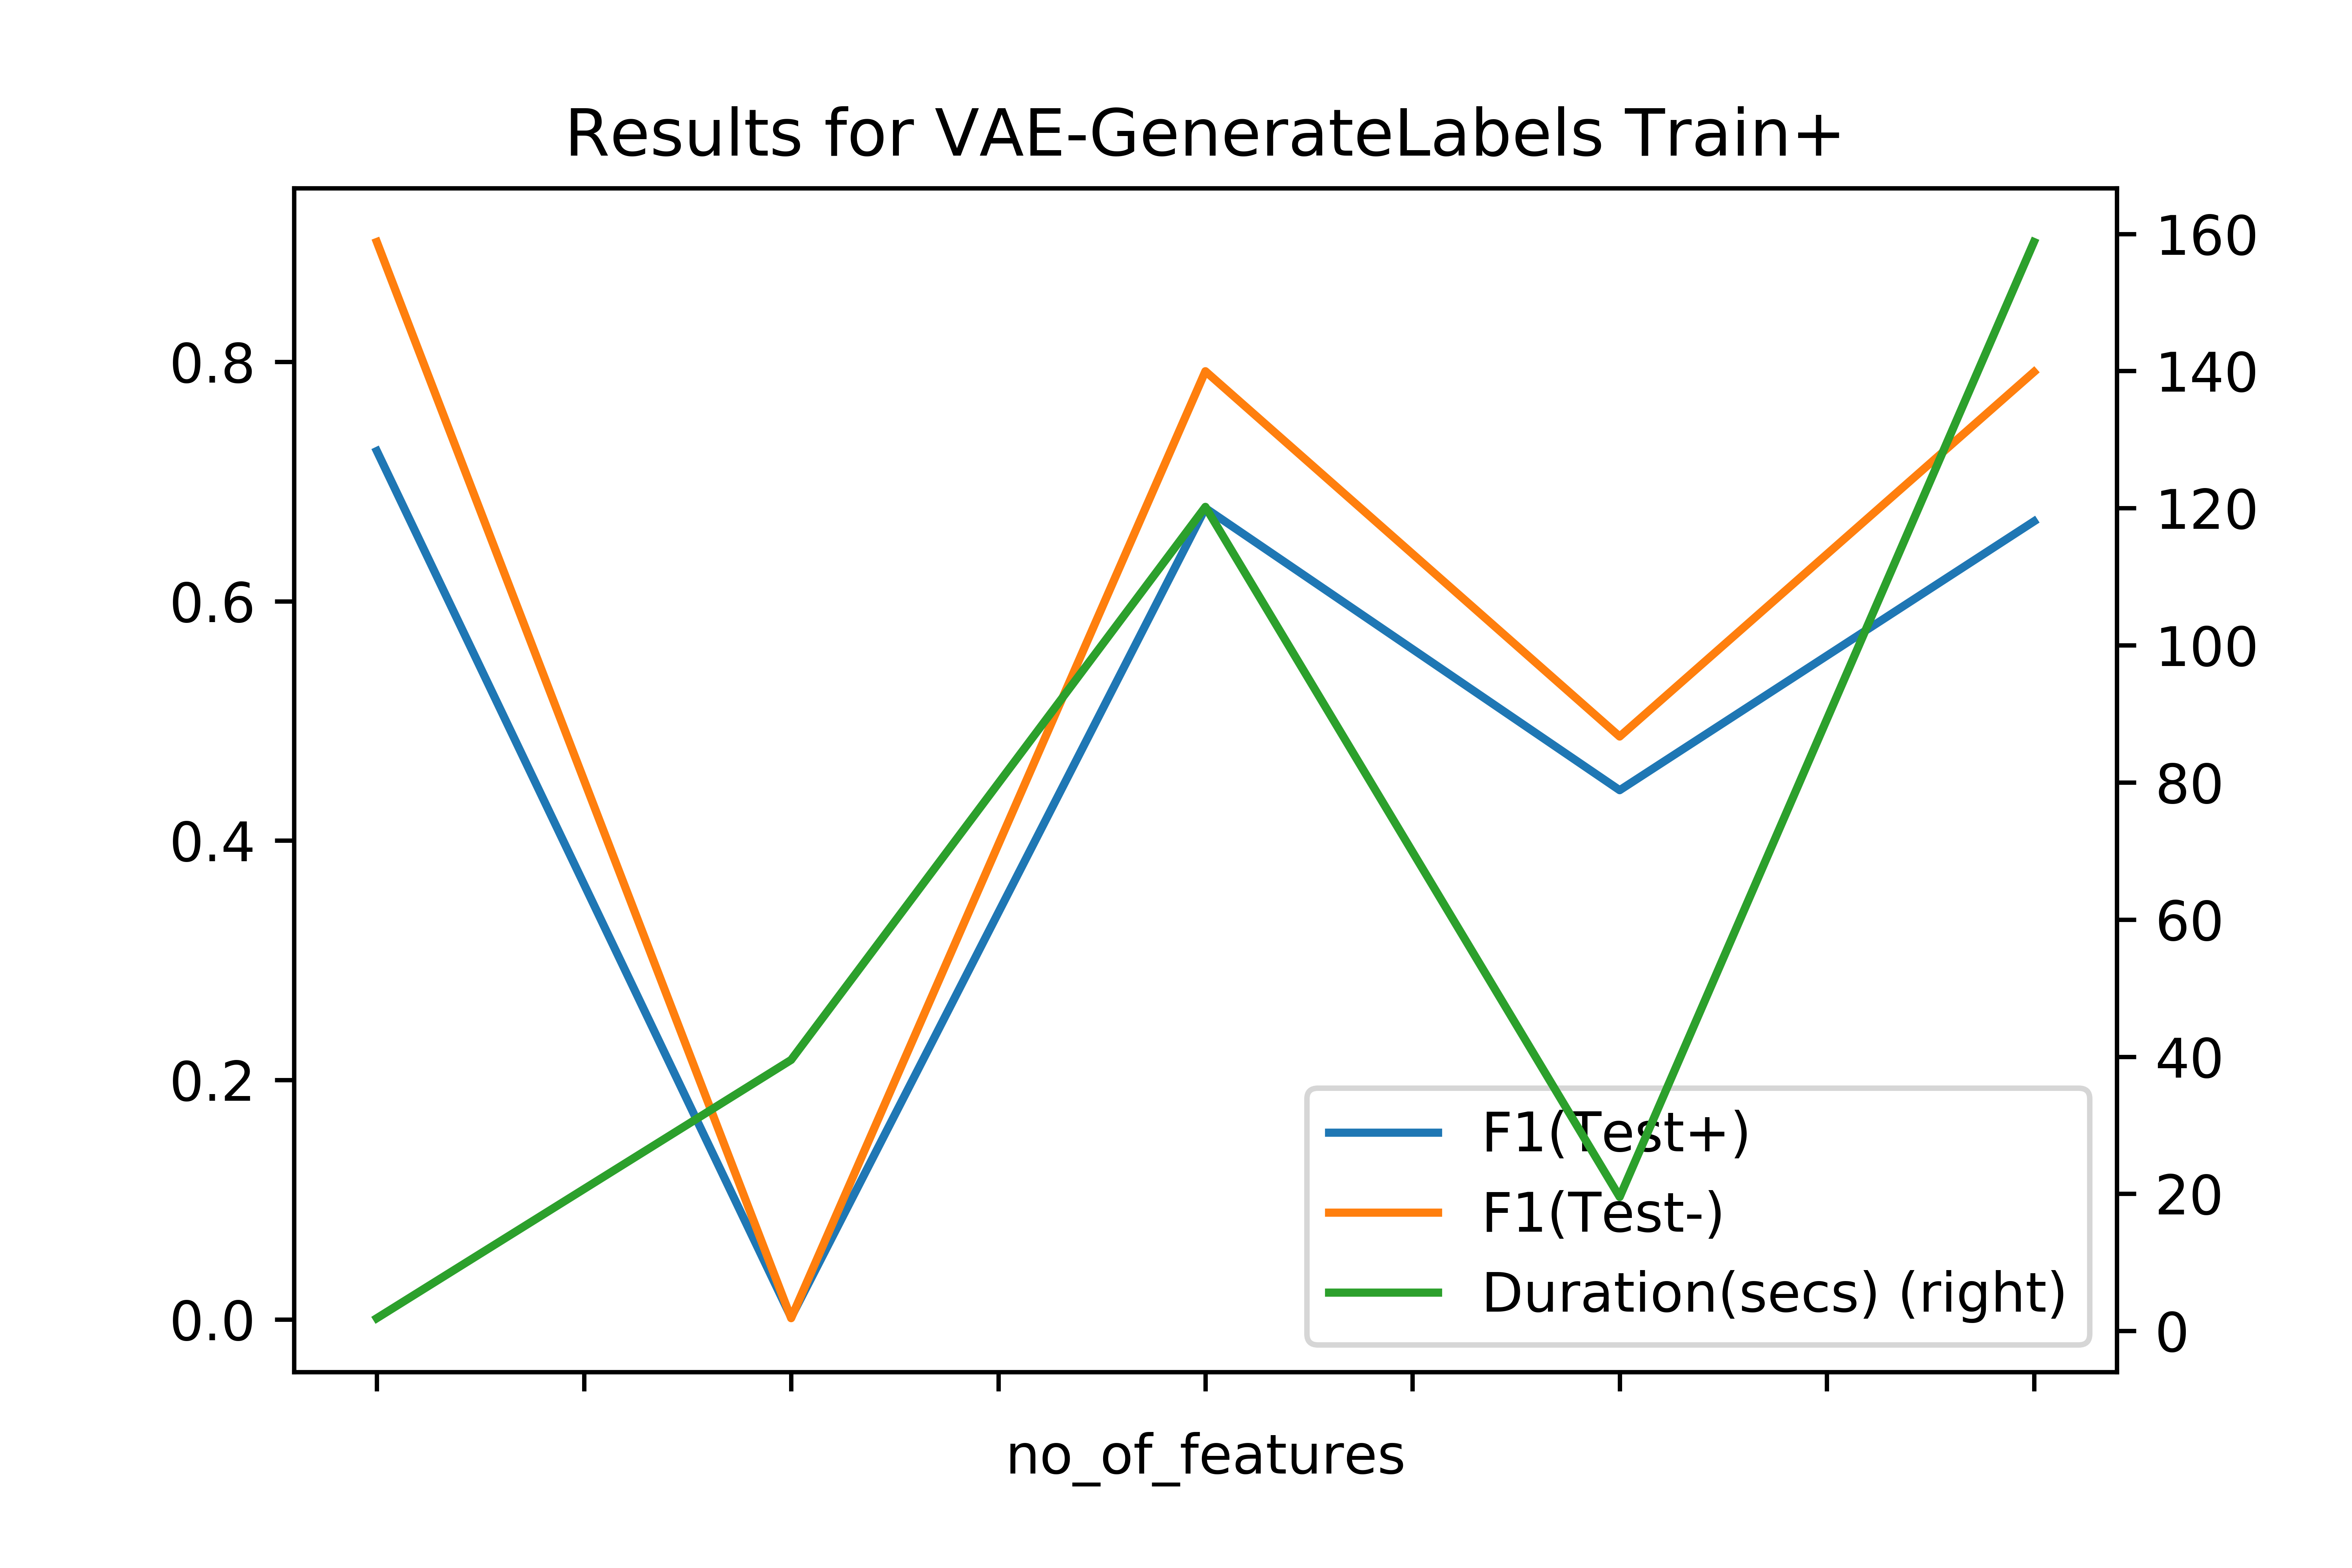 Results for VAE-GenerateLabels Train+
0.8
0.6
0.4
0.2
0.0
160
140
120
100
80
60
40
20
0
F1(Test+)
F1(Test-)
Duration(secs) (right)
no_of_features